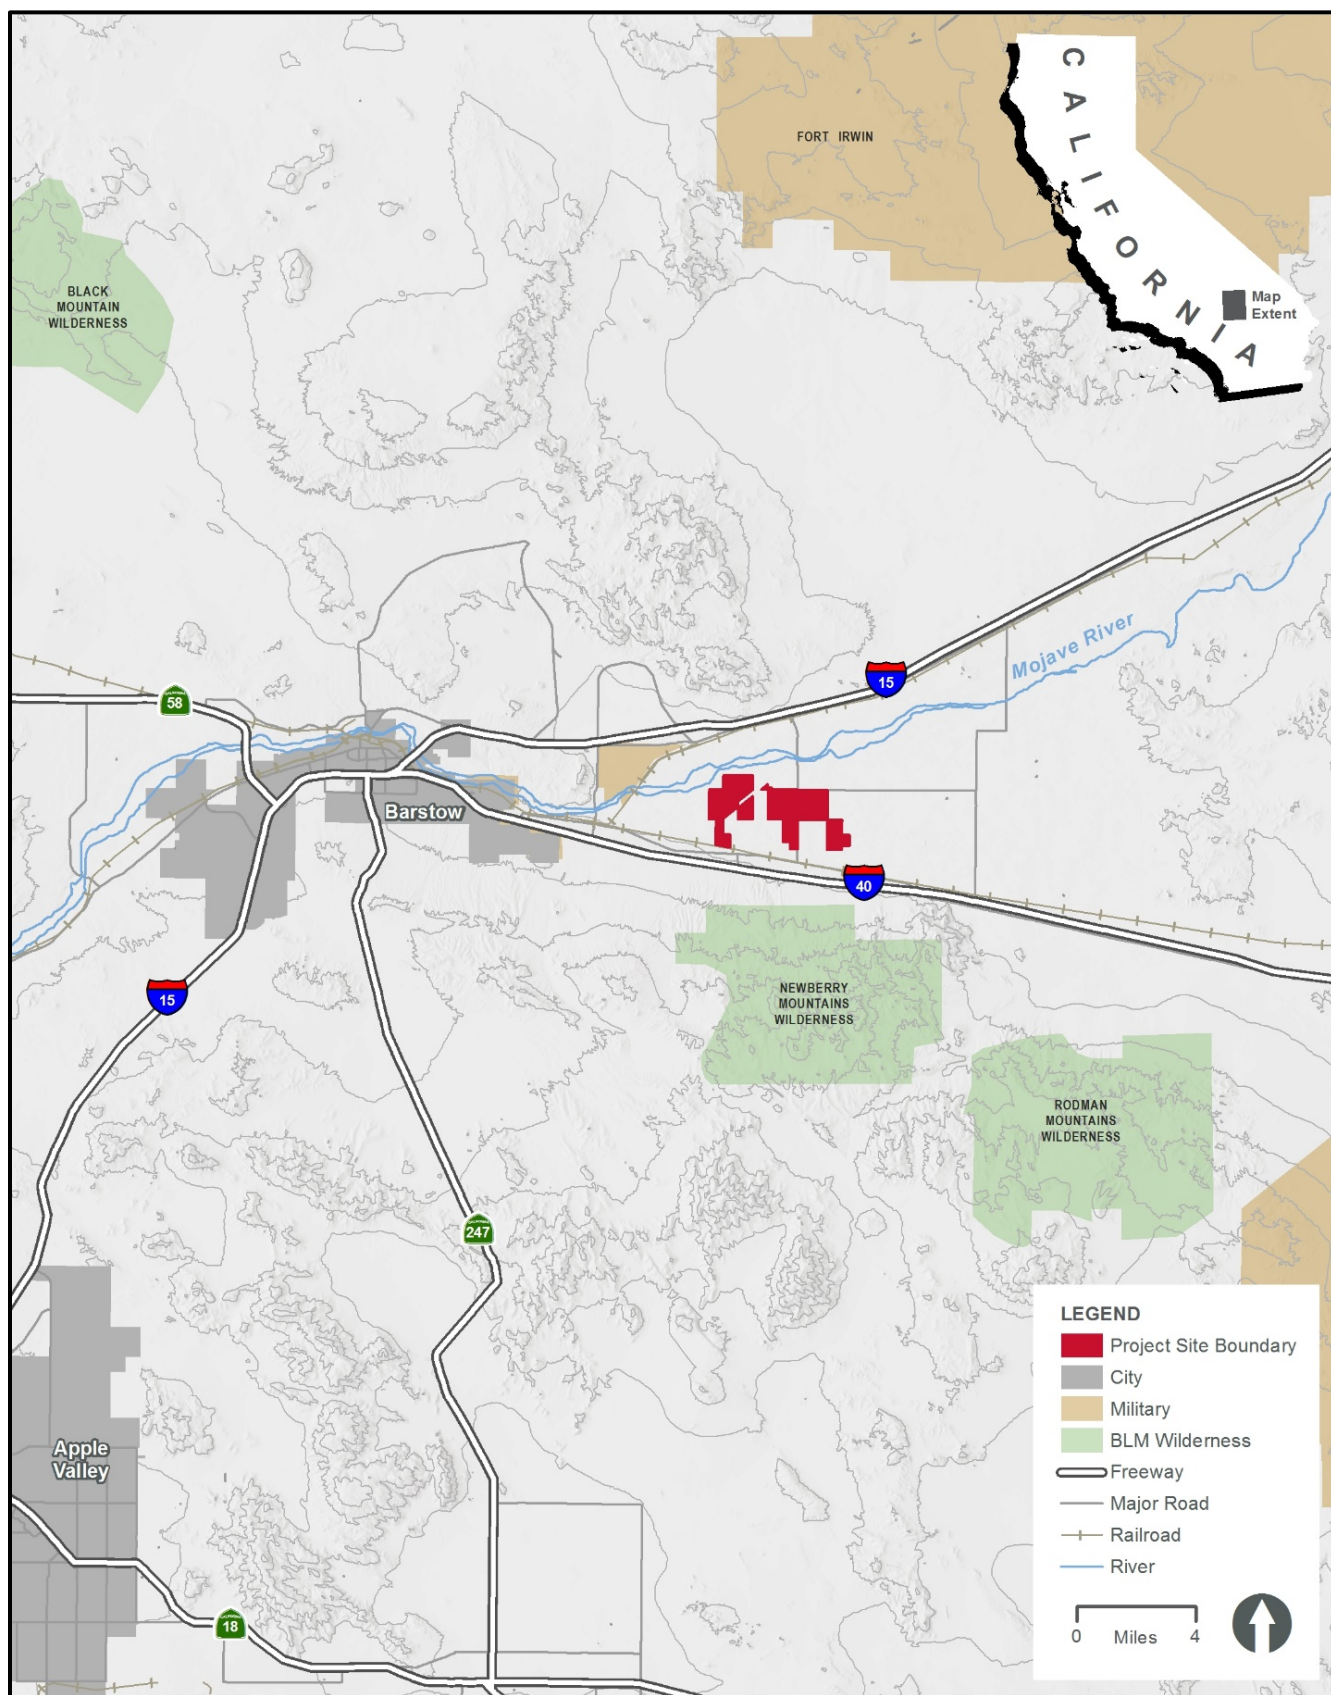 FORT IRWIN
CALIFORNIA
Map
Extent
BLACK
MOUNTAIN
WILDERNESS
Mojave River
15
58
Barstow
40
15
NEWBERRY
MOUNTAINS
WILDERNESS
RODMAN
MOUNTAINS
WILDERNESS
247
LEGEND
Project Site Boundary
City
Military
BLM Wilderness
Freeway
Major Road
Railroad
River
0 Miles 4
Apple
Valley
18